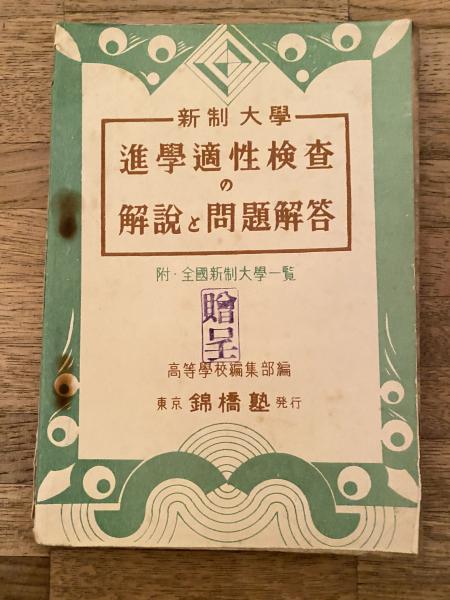 新制大學
進學適性検査
の
解說と問題解答
附・全國新制大學一覧
贈呈
高等學校編集部編
東京 錦橋塾 発行